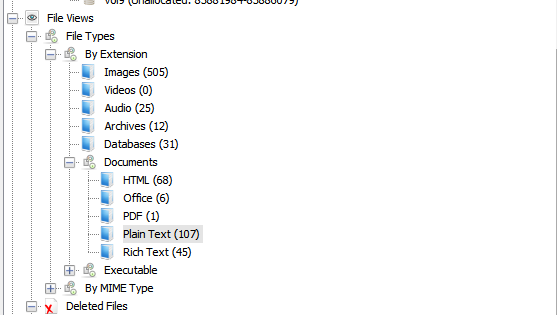 vol9 (Unallocated: 83881984-83886079)
File Views
File Types
By Extension
Images (505)
Videos (0)
Audio (25)
Archives (12)
Databases (31)
Documents
HTML (68)
Office (6)
PDF (1)
Plain Text (107)
Rich Text (45)
Executable
By MIME Type
Deleted Files